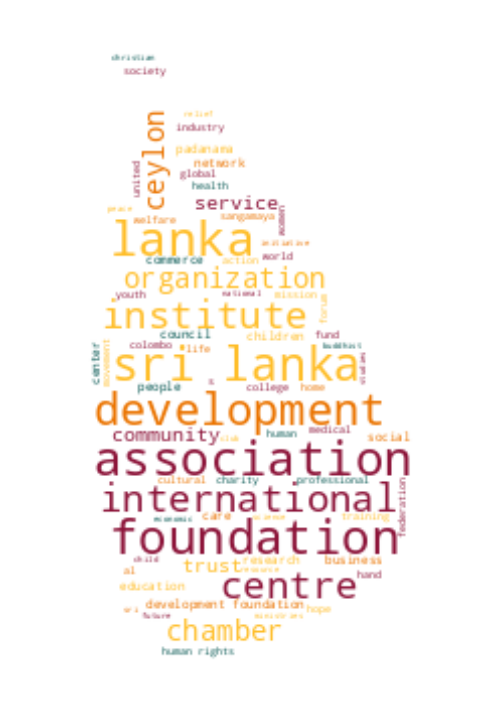 christian
society
relief
ceylon
industry
padanama
network
united
global
health
service
peace
sangamaya
women
welfare
lanka
initiative
commerce
action
world
organization
youth
national
mission
institute
forum
council
children
fund
center
movement
colombo
life
buddhist
sri lanka
studies
people
s
college
home
development
community
club
human
medical
social
association
cultural
charity
professional
international
federation
economic
care
science
training
foundation
child
trust
research
business
al
resource
hand
education
centre
sri
development foundation
hope
future
ministries
chamber
human rights